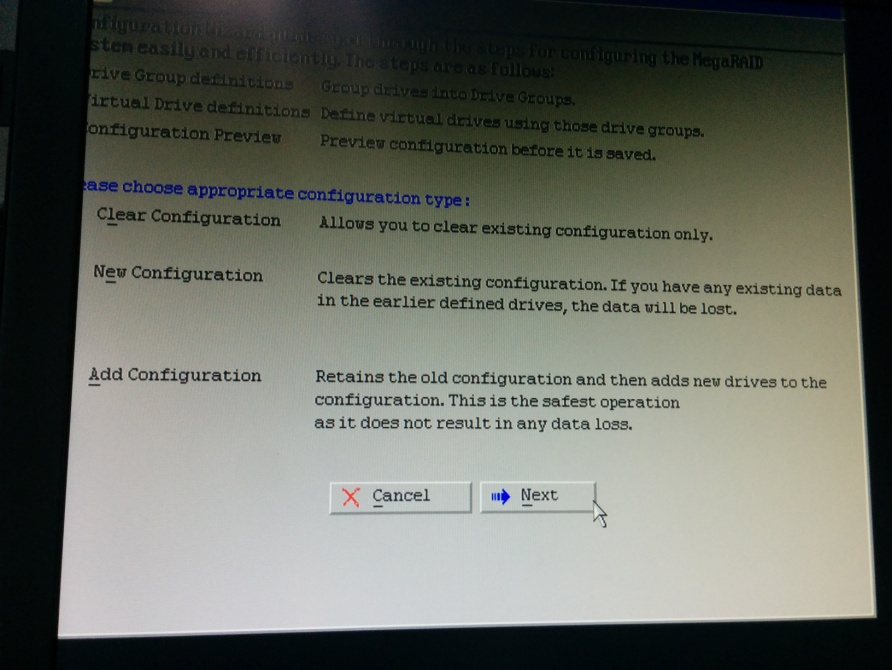 nfiguration Wizard guides you through the steps for configuring the MegaRAID
stem easily and efficiently. The steps are as follows:
rive Group definitions Group drives into Drive Groups.
irtual Drive definitions Define virtual drives using those drive groups.
onfiguration Preview Preview configuration before it is saved.
ease choose appropriate configuration type:
Clear Configuration Allows you to clear existing configuration only.
New Configuration Clears the existing configuration. If you have any existing data
in the earlier defined drives, the data will be lost.
Add Configuration Retains the old configuration and then adds new drives to the
configuration. This is the safest operation
as it does not result in any data loss.
Cancel Next